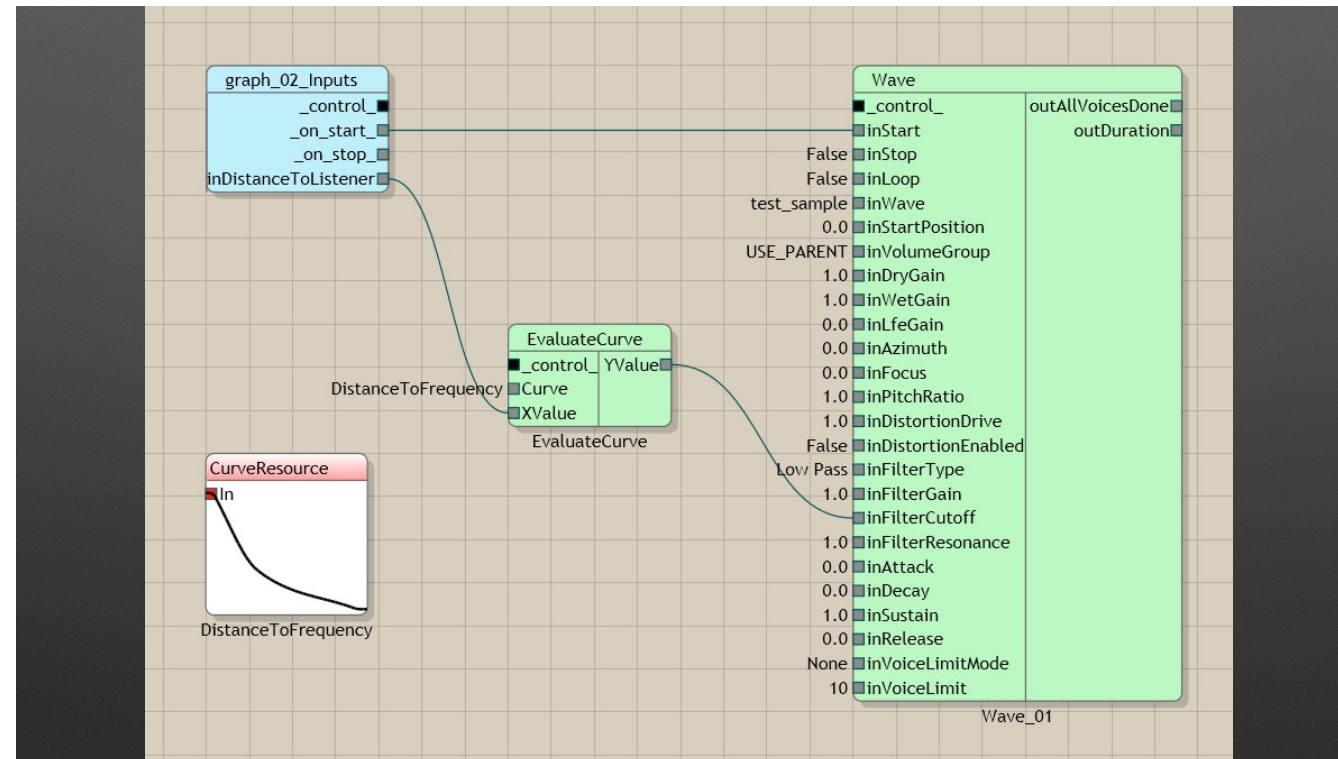 graph_02_Inputs
_control_
_on_start_
_on_stop_
inDistanceToListener
Wave
_control_ outAllVoicesDone
inStart outDuration
False inStop
False inLoop
test_sample inWave
0.0 inStartPosition
USE_PARENT inVolumeGroup
1.0 inDryGain
1.0 inWetGain
0.0 inLfeGain
0.0 inAzimuth
0.0 inFocus
1.0 inPitchRatio
1.0 inDistortionDrive
False inDistortionEnabled
Low Pass inFilterType
1.0 inFilterGain
inFilterCutoff
1.0 inFilterResonance
0.0 inAttack
0.0 inDecay
1.0 inSustain
0.0 inRelease
None inVoiceLimitMode
10 inVoiceLimit
Wave_01
EvaluateCurve
_control_ YValue
DistanceToFrequency Curve
XValue
EvaluateCurve
CurveResource
In
DistanceToFrequency